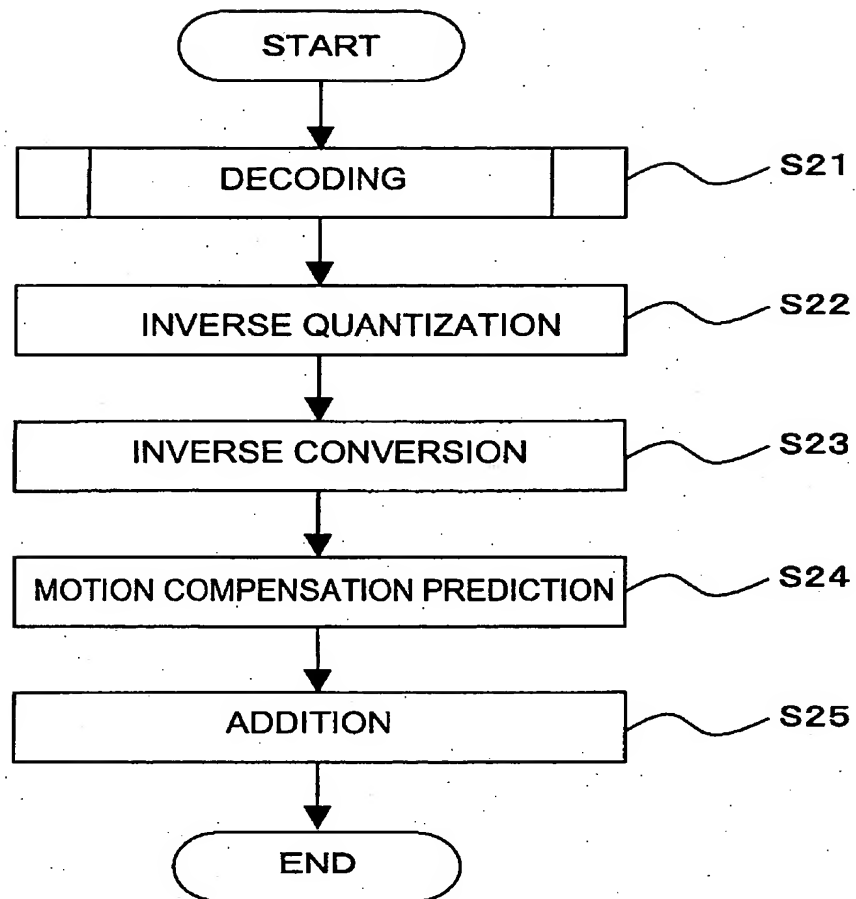 START
DECODING
S21
INVERSE QUANTIZATION
S22
INVERSE CONVERSION
S23
MOTION COMPENSATION PREDICTION
S24
ADDITION
S25
END